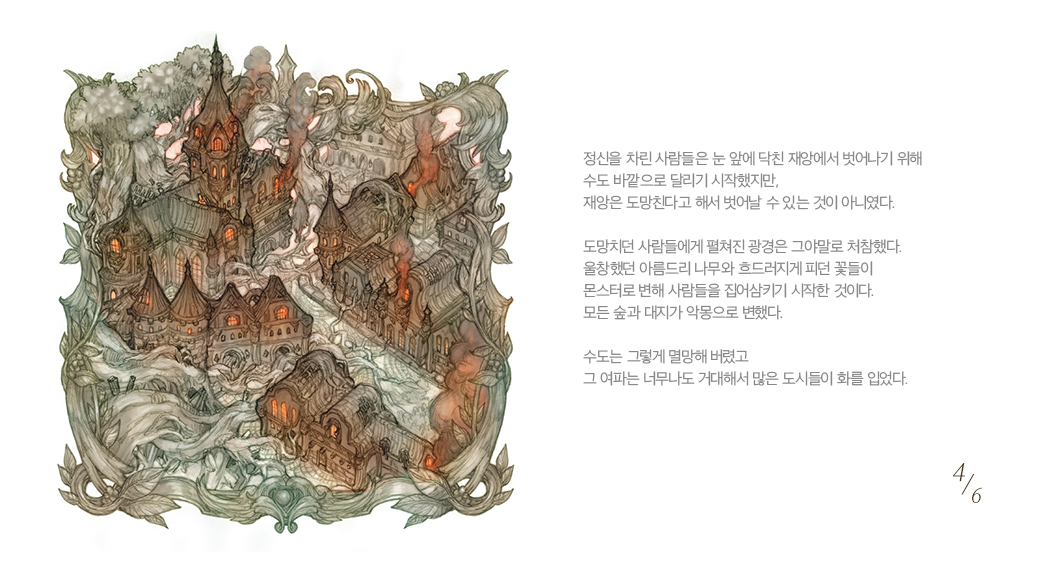 정신을 차린 사람들은 눈 앞에 닥친 재앙에서 벗어나기 위해
수도 바깥으로 달리기 시작했지만,
재앙은 도망친다고 해서 벗어날 수 있는 것이 아니였다.
도망치던 사람들에게 펼쳐진 광경은 그야말로 처참했다.
울창했던 아름드리 나무와 흐드러지게 피던 꽃들이
몬스터로 변해 사람들을 집어삼키기 시작한 것이다.
모든 숲과 대지가 악몽으로 변했다.
수도는 그렇게 멸망해 버렸고
그 여파는 너무나도 거대해서 많은 도시들이 화를 입었다.
4/6